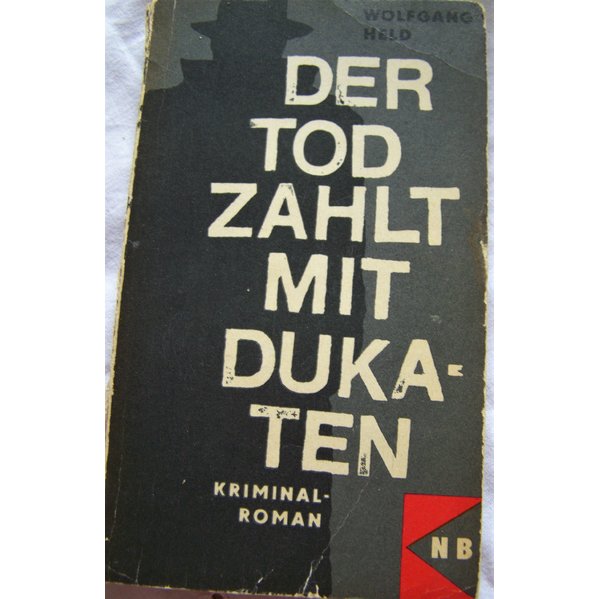 WOLFGANG
HELD
DER
TOD
ZAHLT
MIT
DUKA-
TEN
KRIMINAL-
ROMAN
NB